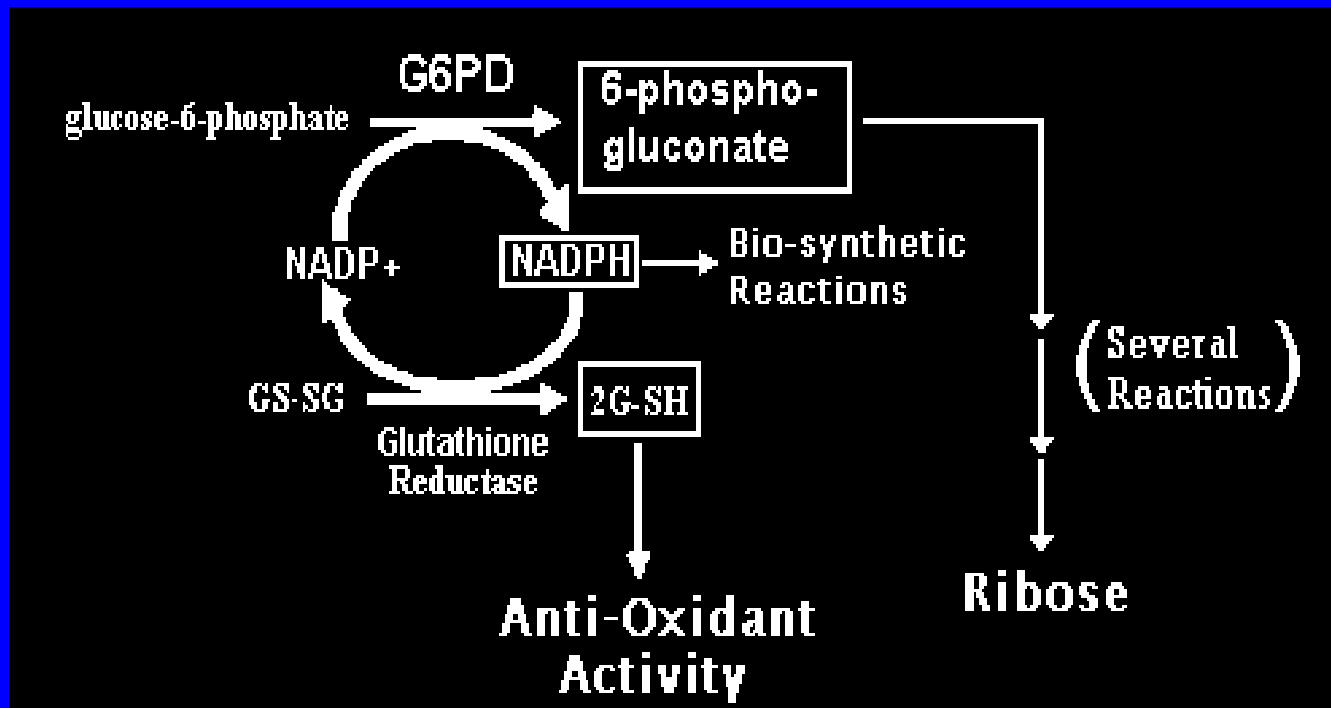 G6PD
glucose-6-phosphate
6-phospho-
gluconate
NADP+
NADPH
Bio-synthetic
Reactions
GS-SG
2G-SH
Glutathione
Reductase
(Several
Reactions)
Anti-Oxidant
Activity
Ribose